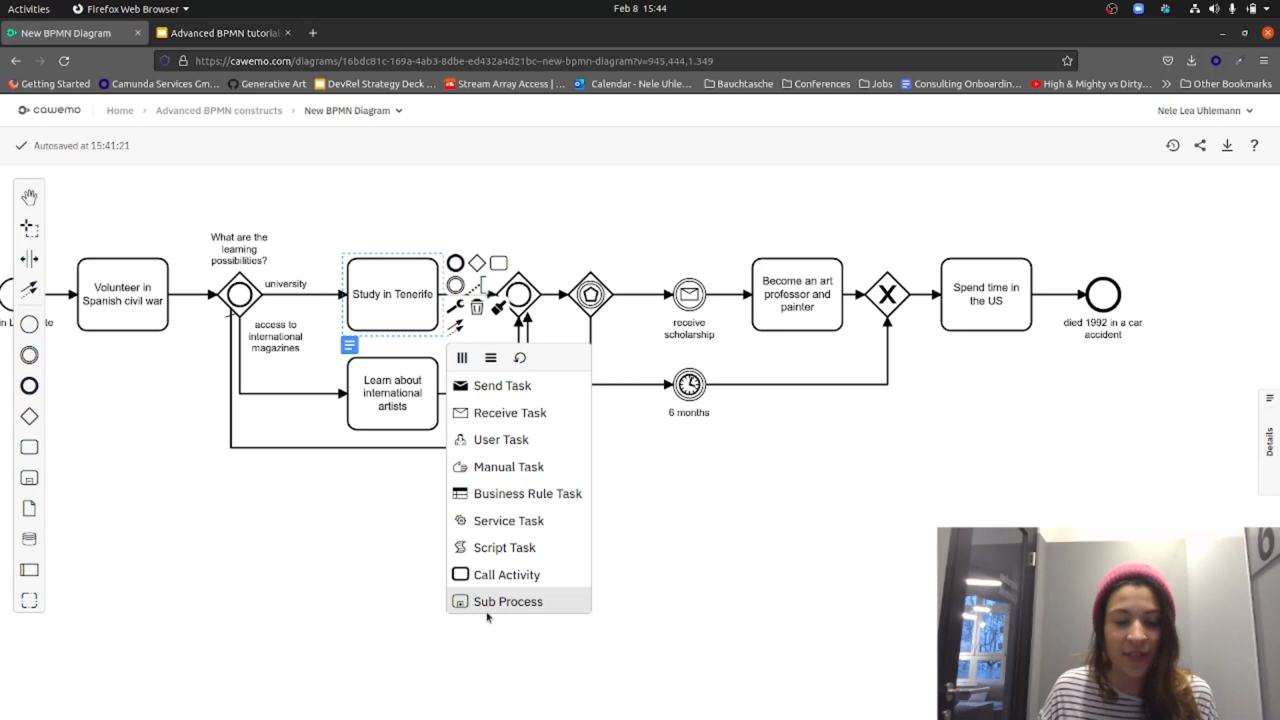 Activities
Firefox Web Browser
Feb 8 15:44
New BPMN Diagram
Advanced BPMN tutorial
https://cawemo.com/diagrams/16bdc81c-169a-4ab3-8dbe-ed432a4d21bc--new-bpmn-diagram?v=945,444,1.349
Getting Started
Camunda Services Gm…
Generative Art
DevRel Strategy Deck …
Stream Array Access | …
Calendar - Nele Uhle…
Bauchtasche
Conferences
Jobs
Consulting Onboardin…
High & Mighty vs Dirty…
Other Bookmarks
cawemo
Home
Advanced BPMN constructs
New BPMN Diagram
Nele Lea Uhlemann
Autosaved at 15:41:21
What are the
learning
possibilities?
Volunteer in
Spanish civil war
university
Study in Tenerife
Become an art
professor and
painter
Spend time in
the US
receive
scholarship
died 1992 in a car
accident
access to
international
magazines
Learn about
international
artists
6 months
Send Task
Receive Task
User Task
Manual Task
Business Rule Task
Service Task
Script Task
Call Activity
Sub Process
Details